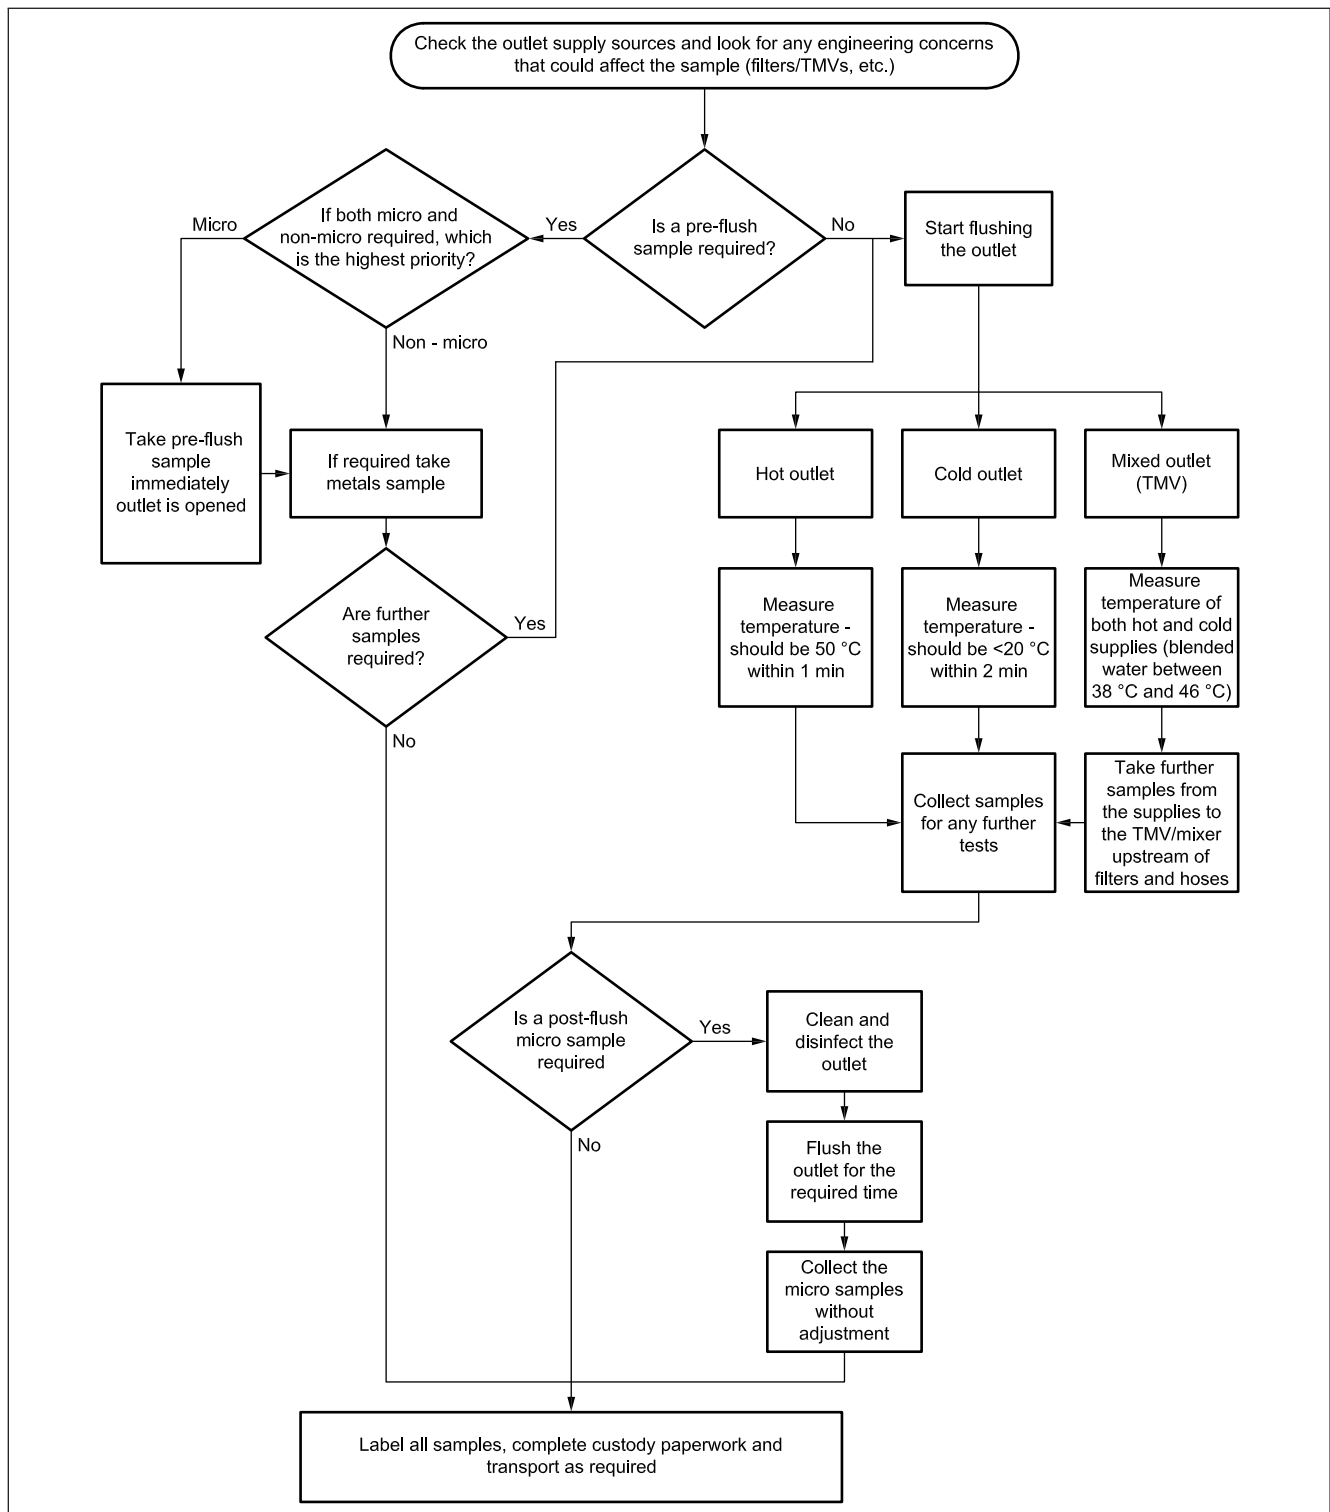 Check the outlet supply sources and look for any engineering concerns
that could affect the sample (filters/TMVs, etc.)
Micro
If both micro and
non-micro required, which
is the highest priority?
Yes
Is a pre-flush
sample required?
No
Start flushing
the outlet
Non - micro
Take pre-flush
sample
immediately
outlet is opened
If required take
metals sample
Hot outlet
Cold outlet
Mixed outlet
(TMV)
Are further
samples
required?
Yes
No
Measure
temperature -
should be 50 °C
within 1 min
Measure
temperature -
should be <20 °C
within 2 min
Measure
temperature of
both hot and cold
supplies (blended
water between
38 °C and 46 °C)
Collect samples
for any further
tests
Take further
samples from
the supplies to
the TMV/mixer
upstream of
filters and hoses
Is a post-flush
micro sample
required
Yes
No
Clean and
disinfect the
outlet
Flush the
outlet for the
required time
Collect the
micro samples
without
adjustment
Label all samples, complete custody paperwork and
transport as required